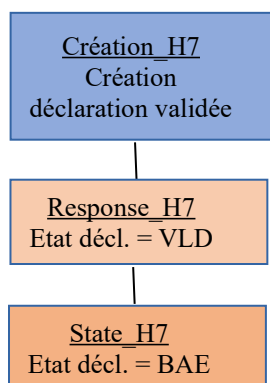 Création_H7
Création
déclaration validée
Response_H7
Etat décl. = VLD
State_H7
Etat décl. = BAE